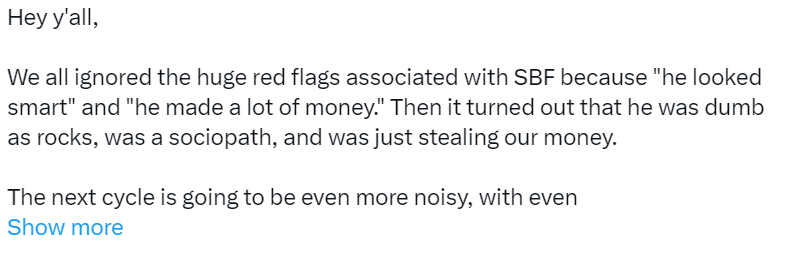 Hey y'all,
We all ignored the huge red flags associated with SBF because "he looked
smart" and "he made a lot of money." Then it turned out that he was dumb
as rocks, was a sociopath, and was just stealing our money.
The next cycle is going to be even more noisy, with even
Show more